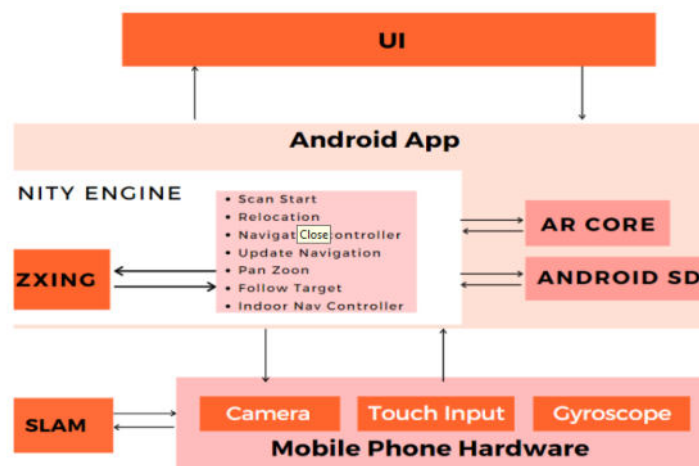 UI
Android App
NITY ENGINE
• Scan Start
• Relocation
• Navigat Close controller
• Update Navigation
• Pan Zoon
• Follow Target
• Indoor Nav Controller
AR CORE
ANDROID SD
ZXING
SLAM
Camera
Touch Input
Gyroscope
Mobile Phone Hardware